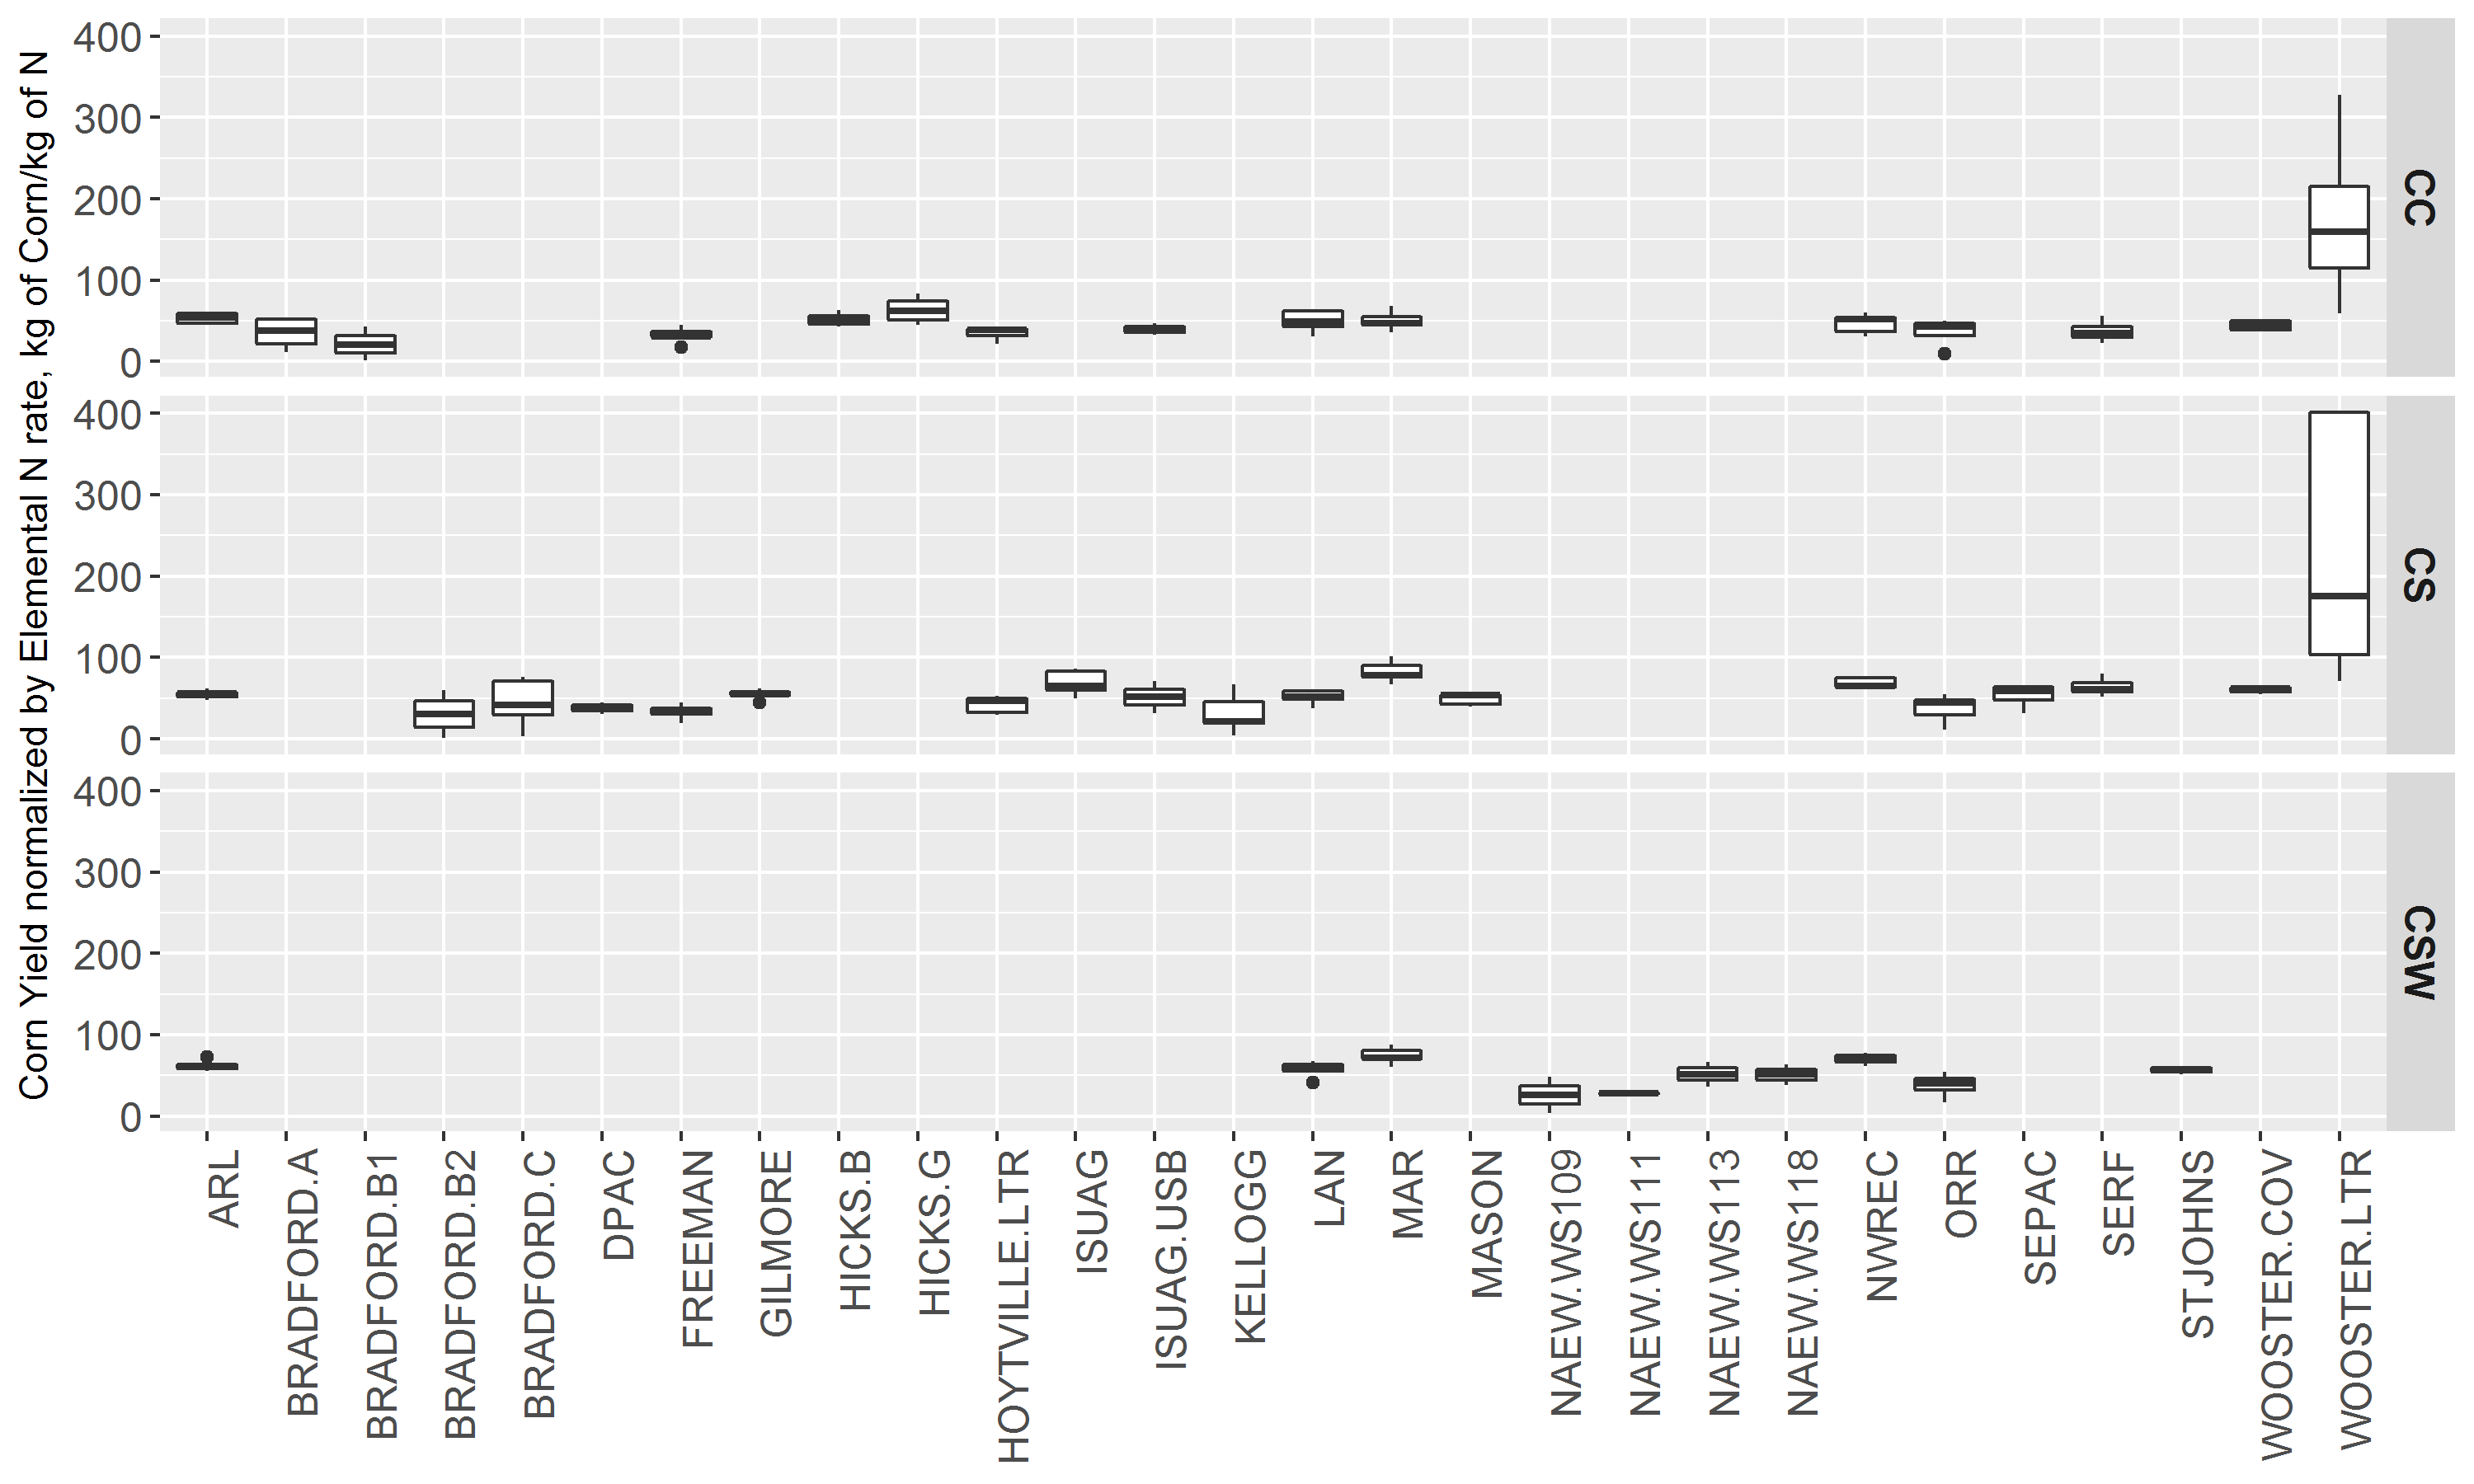 Corn Yield normalized by Elemental N rate, kg of Corn/kg of N
400
300
200
100
0
CC
400
300
200
100
0
CS
400
300
200
100
0
CSW
ARL
BRADFORD.A
BRADFORD.B1
BRADFORD.B2
BRADFORD.C
DPAC
FREEMAN
GILMORE
HICKS.B
HICKS.G
HOYTVILLE.LTR
ISUAG
ISUAG.USB
KELLOGG
LAN
MAR
MASON
NAEW.WS109
NAEW.WS111
NAEW.WS113
NAEW.WS118
NWREC
ORR
SEPAC
SERF
STJOHNS
WOOSTER.COV
WOOSTER.LTR